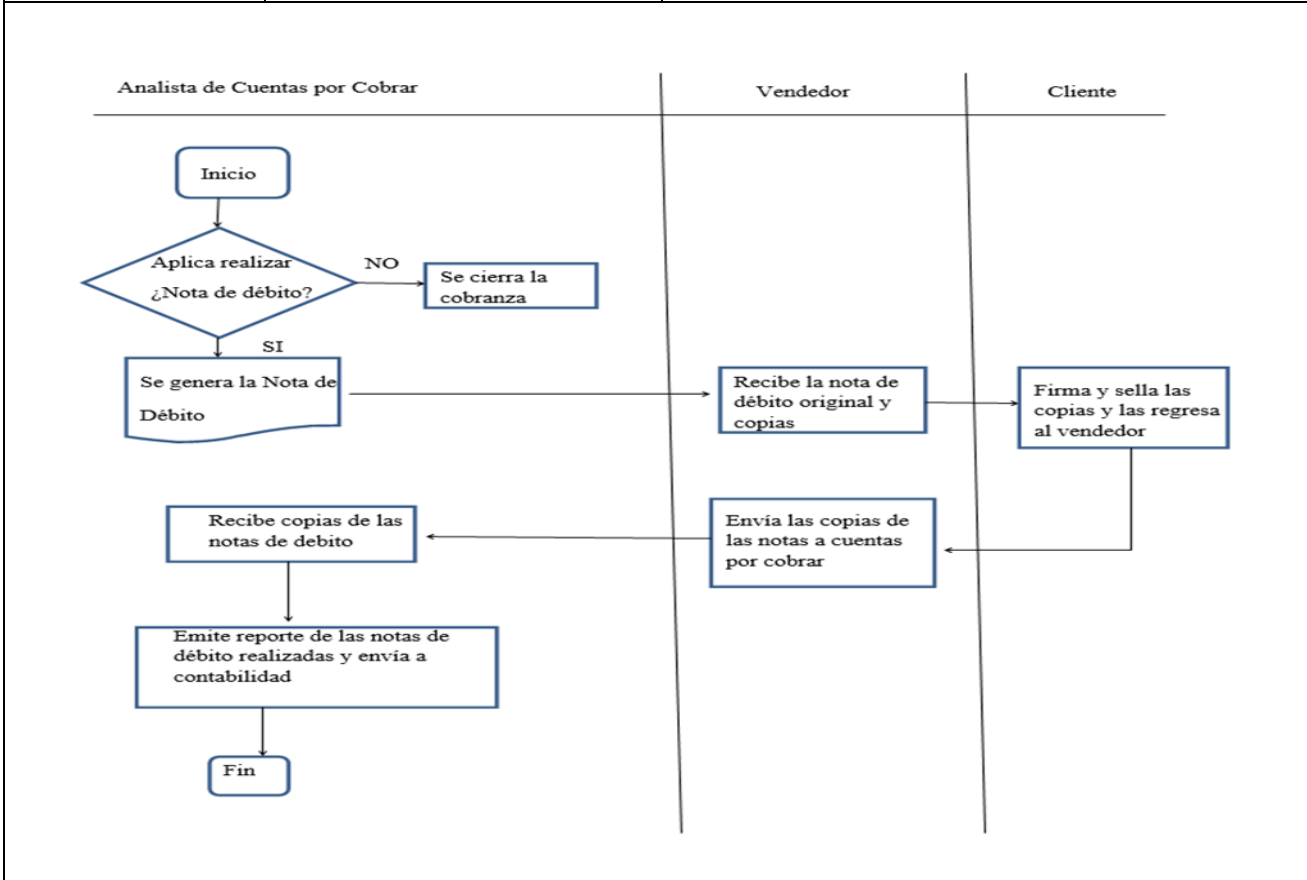 Analista de Cuentas por Cobrar
Vendedor
Cliente
Inicio
Aplica realizar
¿Nota de débito?
NO
Se cierra la
cobranza
SI
Se genera la Nota de
Débito
Recibe la nota de
débito original y
copias
Firma y sella las
copias y las regresa
al vendedor
Envía las copias de
las notas a cuentas
por cobrar
Recibe copias de las
notas de debito
Emite reporte de las notas de
débito realizadas y envía a
contabilidad
Fin